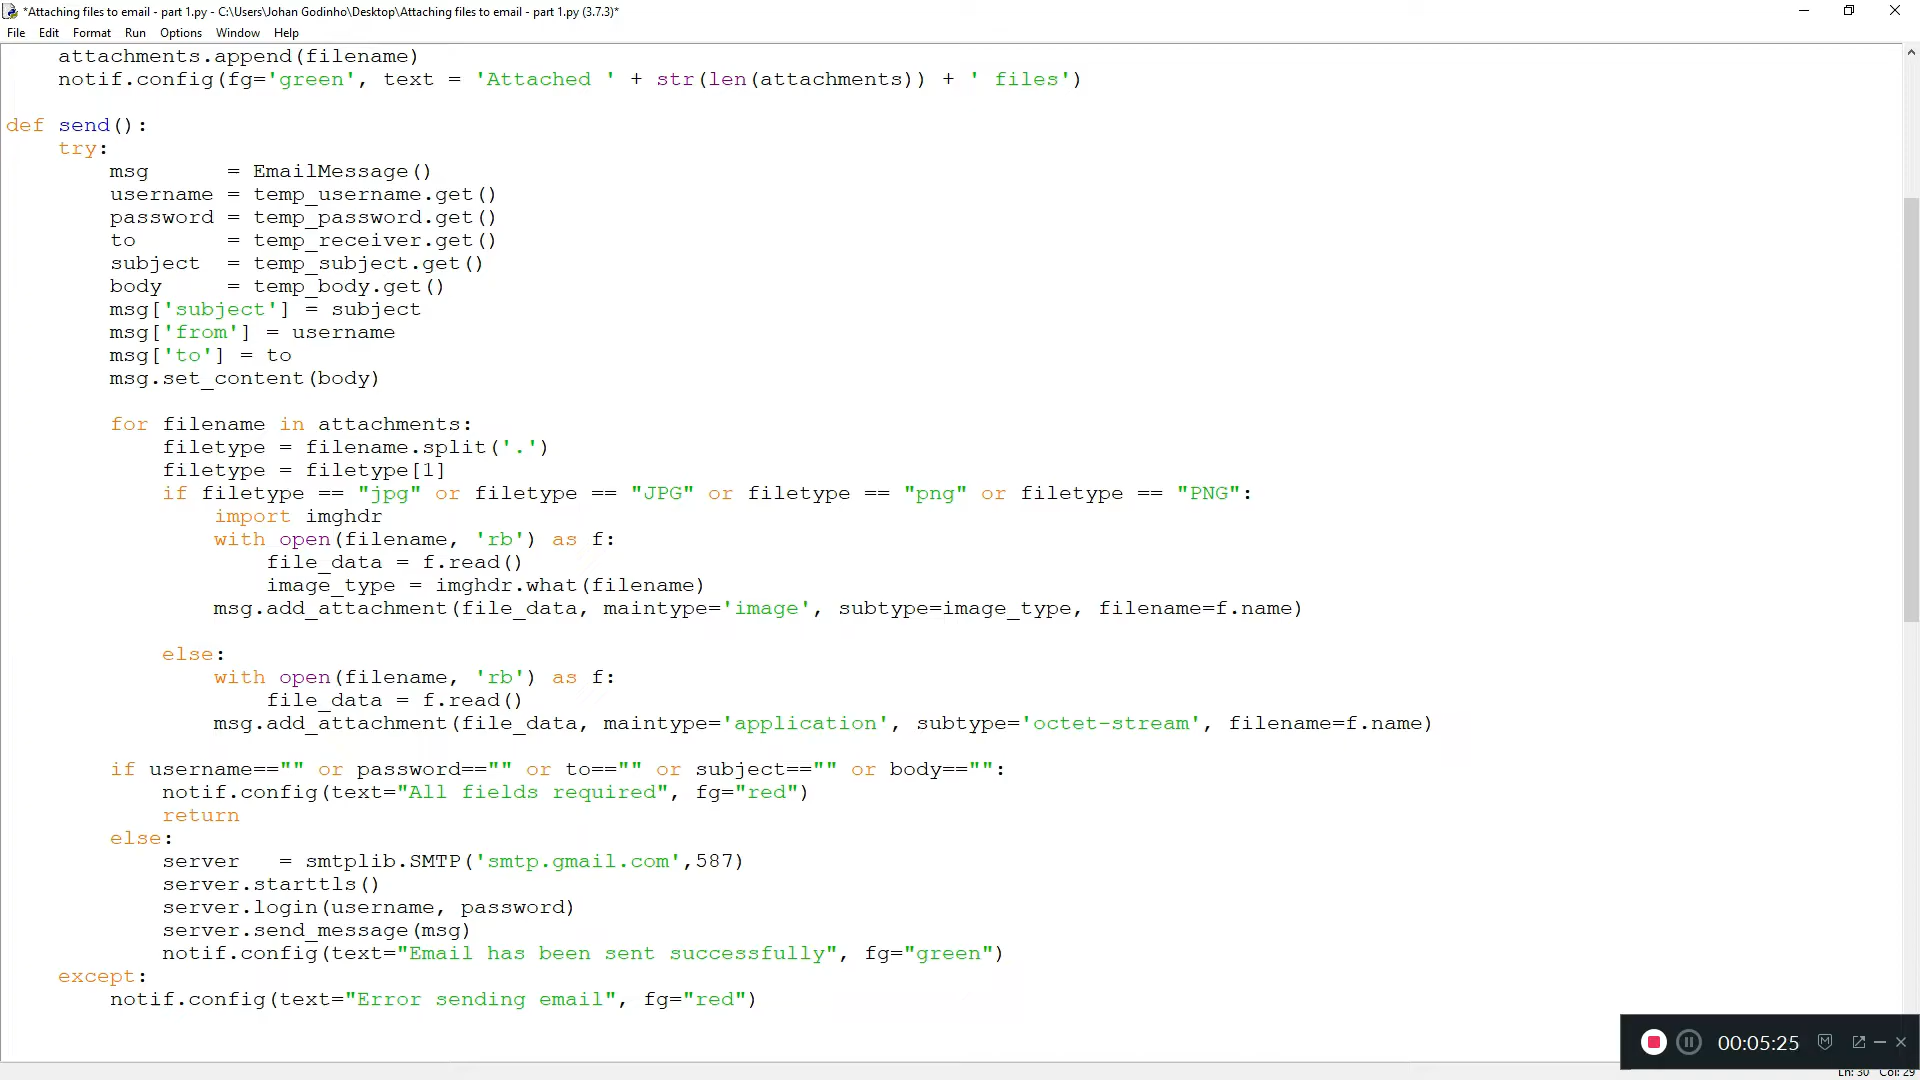 *Attaching files to email - part 1.py - C:\Users\Johan Godinho\Desktop\Attaching files to email - part 1.py (3.7.3)*
File Edit Format Run Options Window Help
    attachments.append(filename)
    notif.config(fg='green', text = 'Attached ' + str(len(attachments)) + ' files')
def send():
    try:
        msg      = EmailMessage()
        username = temp_username.get()
        password = temp_password.get()
        to       = temp_receiver.get()
        subject  = temp_subject.get()
        body     = temp_body.get()
        msg['subject'] = subject
        msg['from'] = username
        msg['to'] = to
        msg.set_content(body)
        for filename in attachments:
            filetype = filename.split('.')
            filetype = filetype[1]
            if filetype == "jpg" or filetype == "JPG" or filetype == "png" or filetype == "PNG":
                import imghdr
                with open(filename, 'rb') as f:
                    file_data = f.read()
                    image_type = imghdr.what(filename)
                msg.add_attachment(file_data, maintype='image', subtype=image_type, filename=f.name)
            else:
                with open(filename, 'rb') as f:
                    file_data = f.read()
                msg.add_attachment(file_data, maintype='application', subtype='octet-stream', filename=f.name)
        if username=="" or password=="" or to=="" or subject=="" or body=="":
            notif.config(text="All fields required", fg="red")
            return
        else:
            server   = smtplib.SMTP('smtp.gmail.com',587)
            server.starttls()
            server.login(username, password)
            server.send_message(msg)
            notif.config(text="Email has been sent successfully", fg="green")
    except:
        notif.config(text="Error sending email", fg="red")
00:05:25
Ln: 30 Col: 29